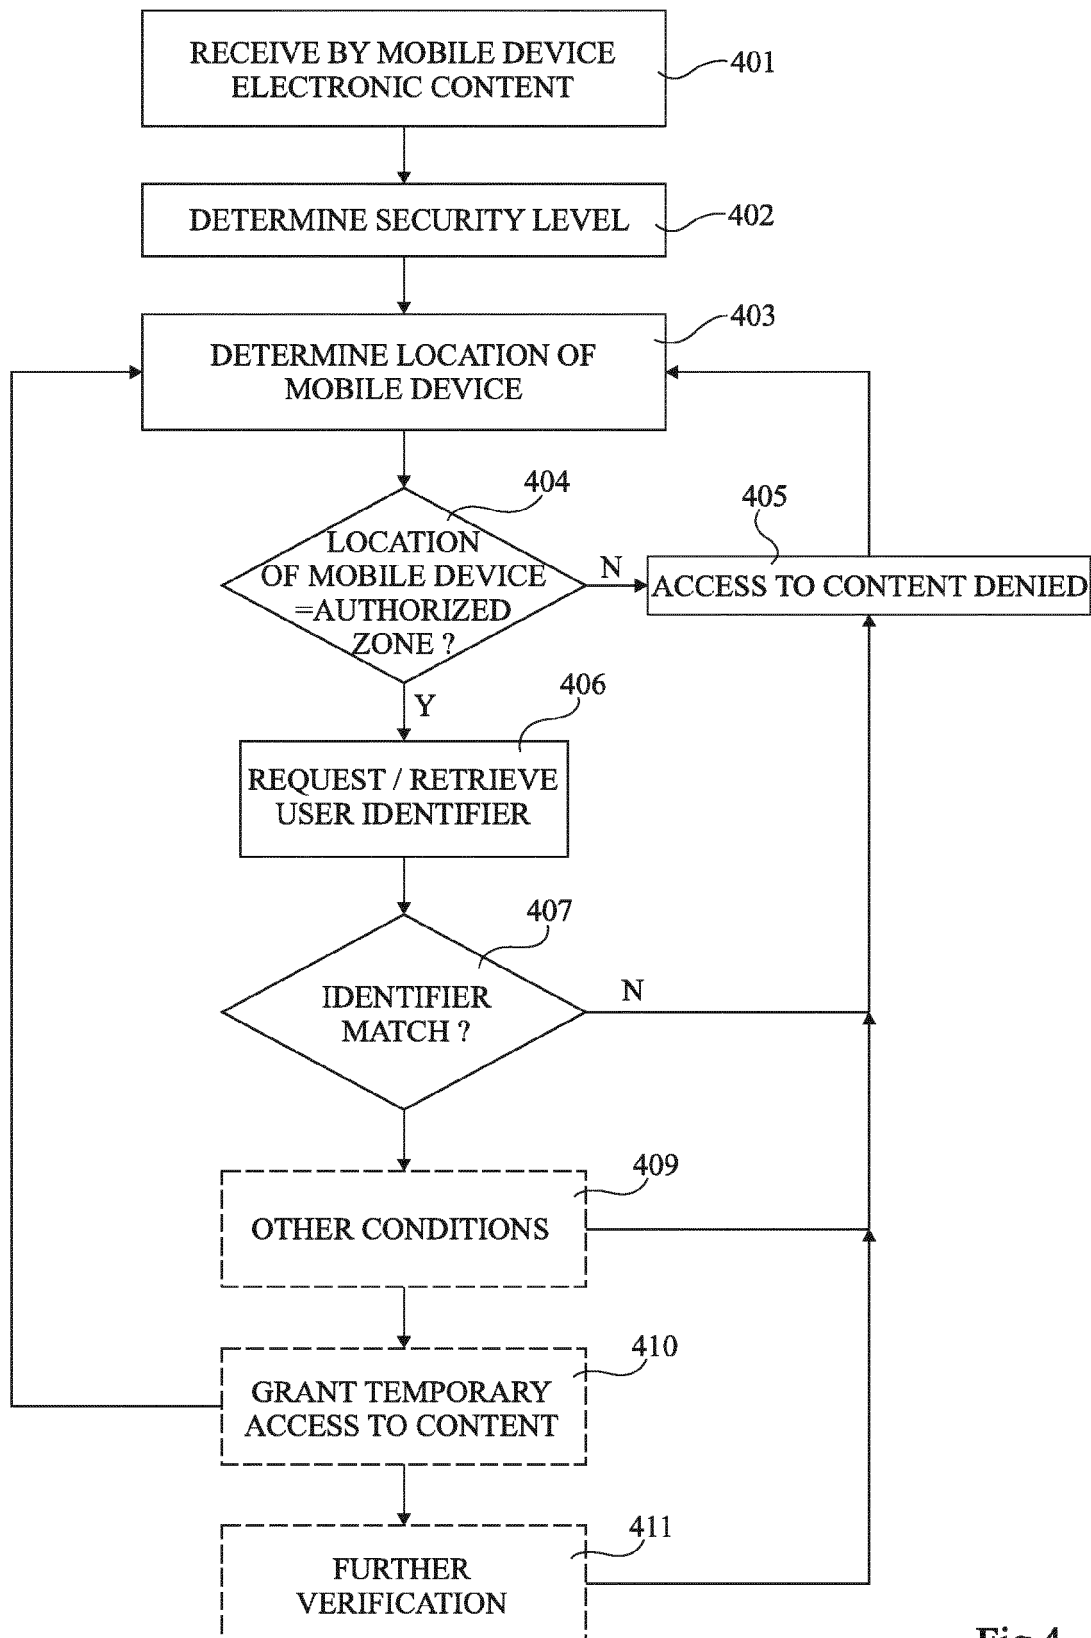 RECEIVE BY MOBILE DEVICE
ELECTRONIC CONTENT
401
DETERMINE SECURITY LEVEL
402
403
DETERMINE LOCATION OF
MOBILE DEVICE
404
405
LOCATION
OF MOBILE DEVICE
=AUTHORIZED
ZONE ?
N
ACCESS TO CONTENT DENIED
Y
406
REQUEST / RETRIEVE
USER IDENTIFIER
407
IDENTIFIER
MATCH ?
N
409
OTHER CONDITIONS
410
GRANT TEMPORARY
ACCESS TO CONTENT
411
FURTHER
VERIFICATION
Fig 4